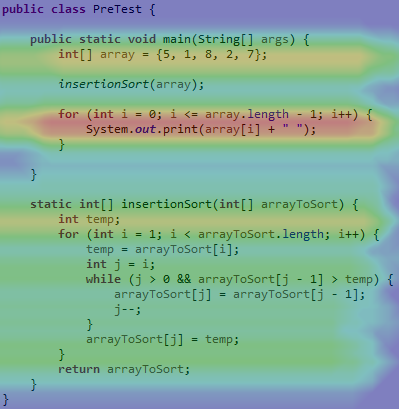 public class PreTest {
public static void main(String[] args) {
int[] array = {5, 1, 8, 2, 7};
insertionSort(array);
for (int i = 0; i <= array.length - 1; i++) {
System.out.print(array[i] + " ");
}
}
static int[] insertionSort(int[] arrayToSort) {
int temp;
for (int i = 1; i < arrayToSort.length; i++) {
temp = arrayToSort[i];
int j = i;
while (j > 0 && arrayToSort[j - 1] > temp) {
arrayToSort[j] = arrayToSort[j - 1];
j--;
}
arrayToSort[j] = temp;
}
return arrayToSort;
}
}